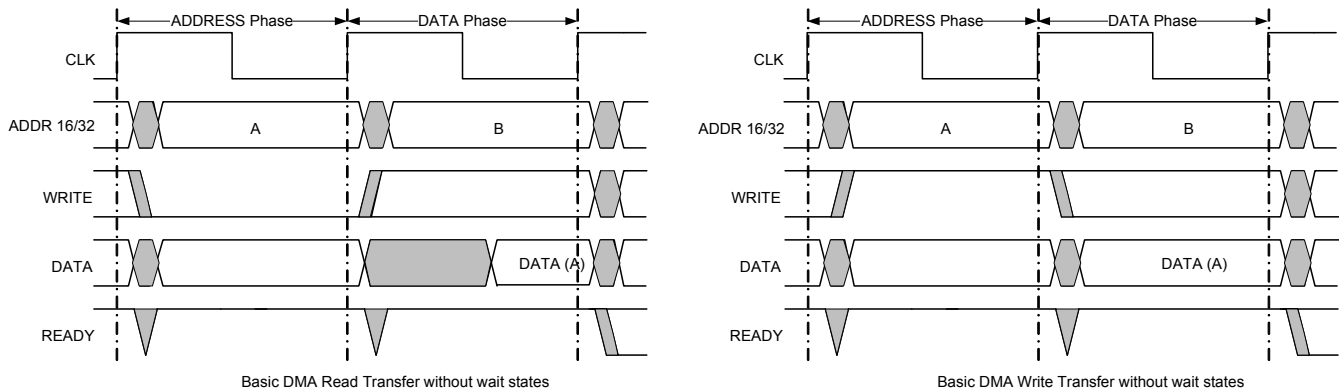 ADDRESS Phase DATA Phase
CLK
ADDR 16/32 A B
WRITE
DATA DATA (A)
READY
Basic DMA Read Transfer without wait states
ADDRESS Phase DATA Phase
CLK
ADDR 16/32 A B
WRITE
DATA DATA (A)
READY
Basic DMA Write Transfer without wait states